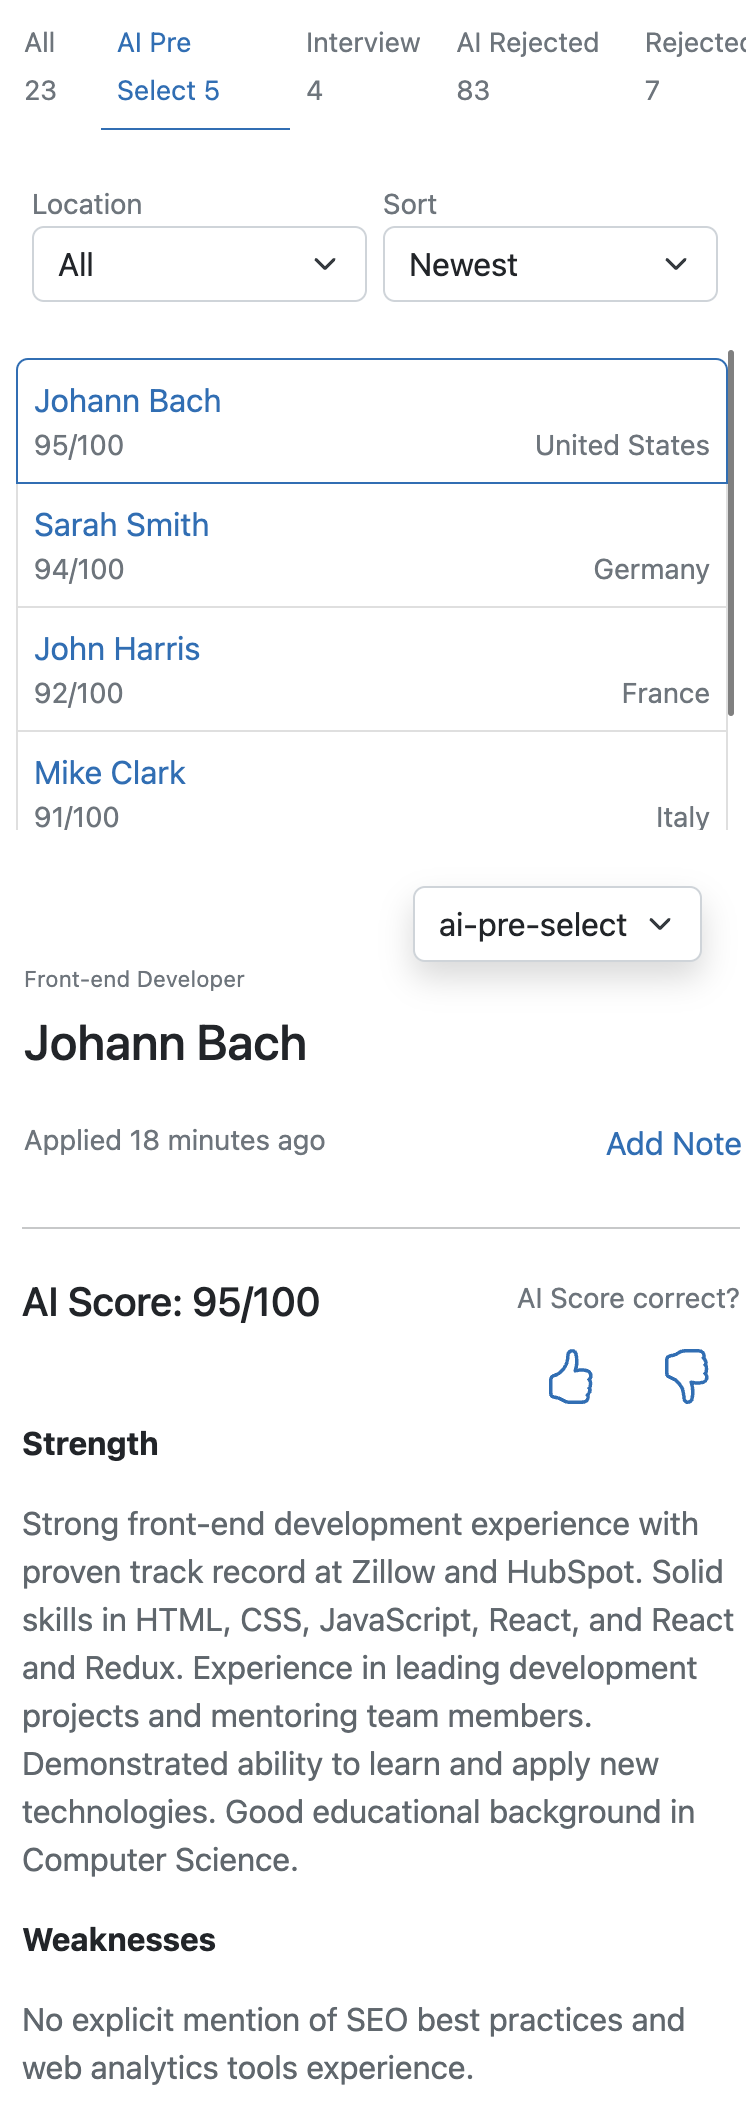 All
23
AI Pre
Select 5
Interview
4
AI Rejected
83
Rejected
7
Location
All
Sort
Newest
Johann Bach
95/100
United States
Sarah Smith
94/100
Germany
John Harris
92/100
France
Mike Clark
91/100
Italy
ai-pre-select
Front-end Developer
Johann Bach
Applied 18 minutes ago
Add Note
AI Score: 95/100
AI Score correct?
Strength
Strong front-end development experience with
proven track record at Zillow and HubSpot. Solid
skills in HTML, CSS, JavaScript, React, and React
and Redux. Experience in leading development
projects and mentoring team members.
Demonstrated ability to learn and apply new
technologies. Good educational background in
Computer Science.
Weaknesses
No explicit mention of SEO best practices and
web analytics tools experience.